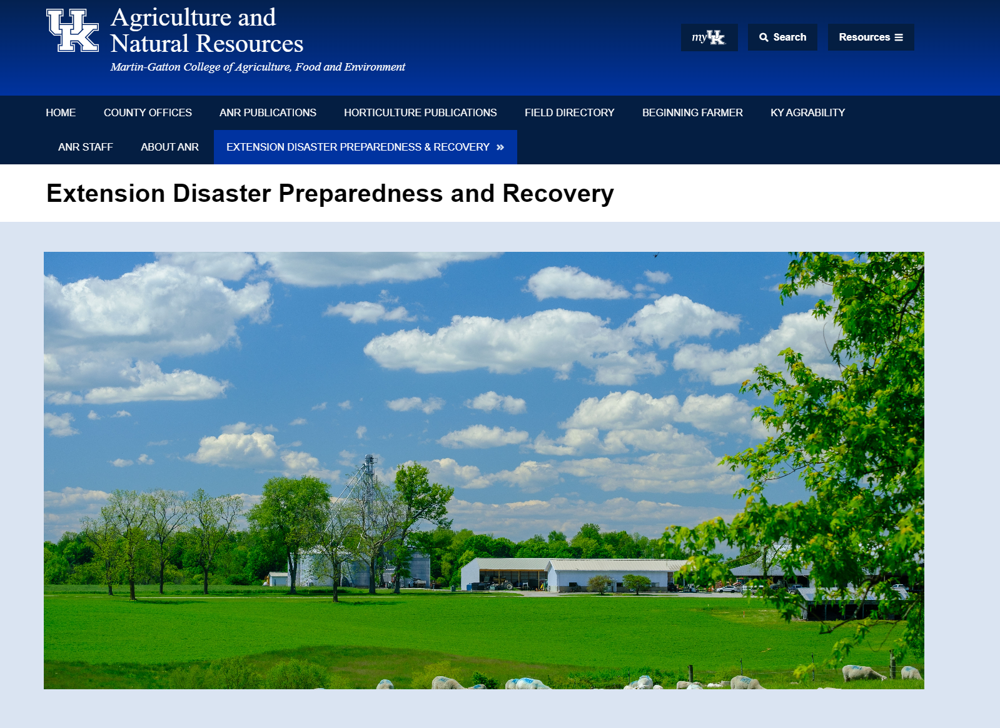 UK
Agriculture and
Natural Resources
Martin-Gatton College of Agriculture, Food and Environment
myUK
Search
Resources
HOME
COUNTY OFFICES
ANR PUBLICATIONS
HORTICULTURE PUBLICATIONS
FIELD DIRECTORY
BEGINNING FARMER
KY AGRABILITY
ANR STAFF
ABOUT ANR
EXTENSION DISASTER PREPAREDNESS & RECOVERY »
Extension Disaster Preparedness and Recovery